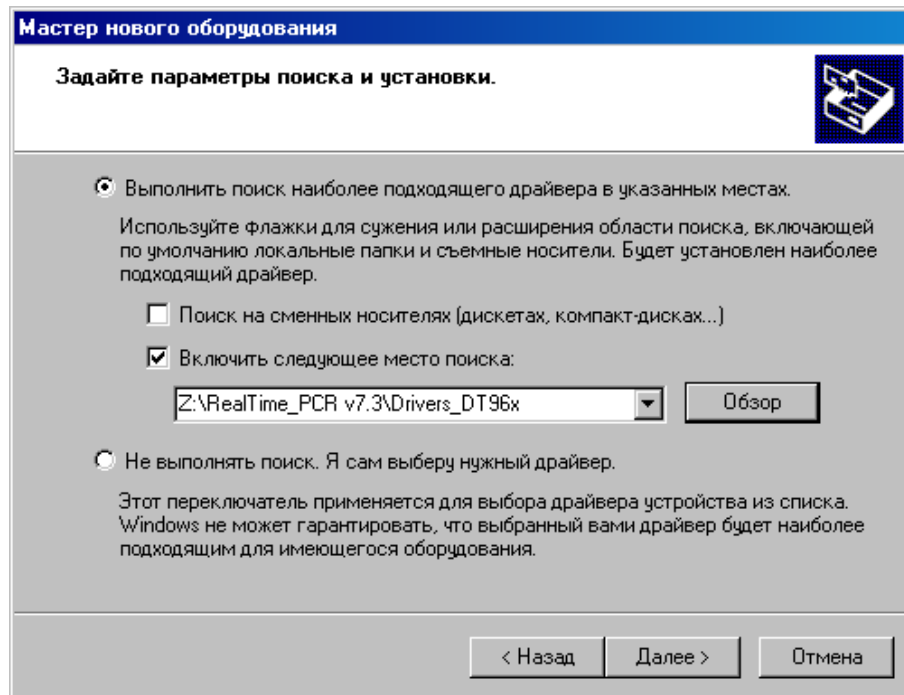 Мастер нового оборудования
Задайте параметры поиска и установки.
Выполнить поиск наиболее подходящего драйвера в указанных местах.
Используйте флажки для сужения или расширения области поиска, включающей
по умолчанию локальные папки и съемные носители. Будет установлен наиболее
подходящий драйвер.
Поиск на сменных носителях (дискетах, компакт-дисках...)
Включить следующее место поиска:
Z:\RealTime_PCR v7.3\Drivers_DT96x
Обзор
Не выполнять поиск. Я сам выберу нужный драйвер.
Этот переключатель применяется для выбора драйвера устройства из списка.
Windows не может гарантировать, что выбранный вами драйвер будет наиболее
подходящим для имеющегося оборудования.
< Назад
Далее >
Отмена